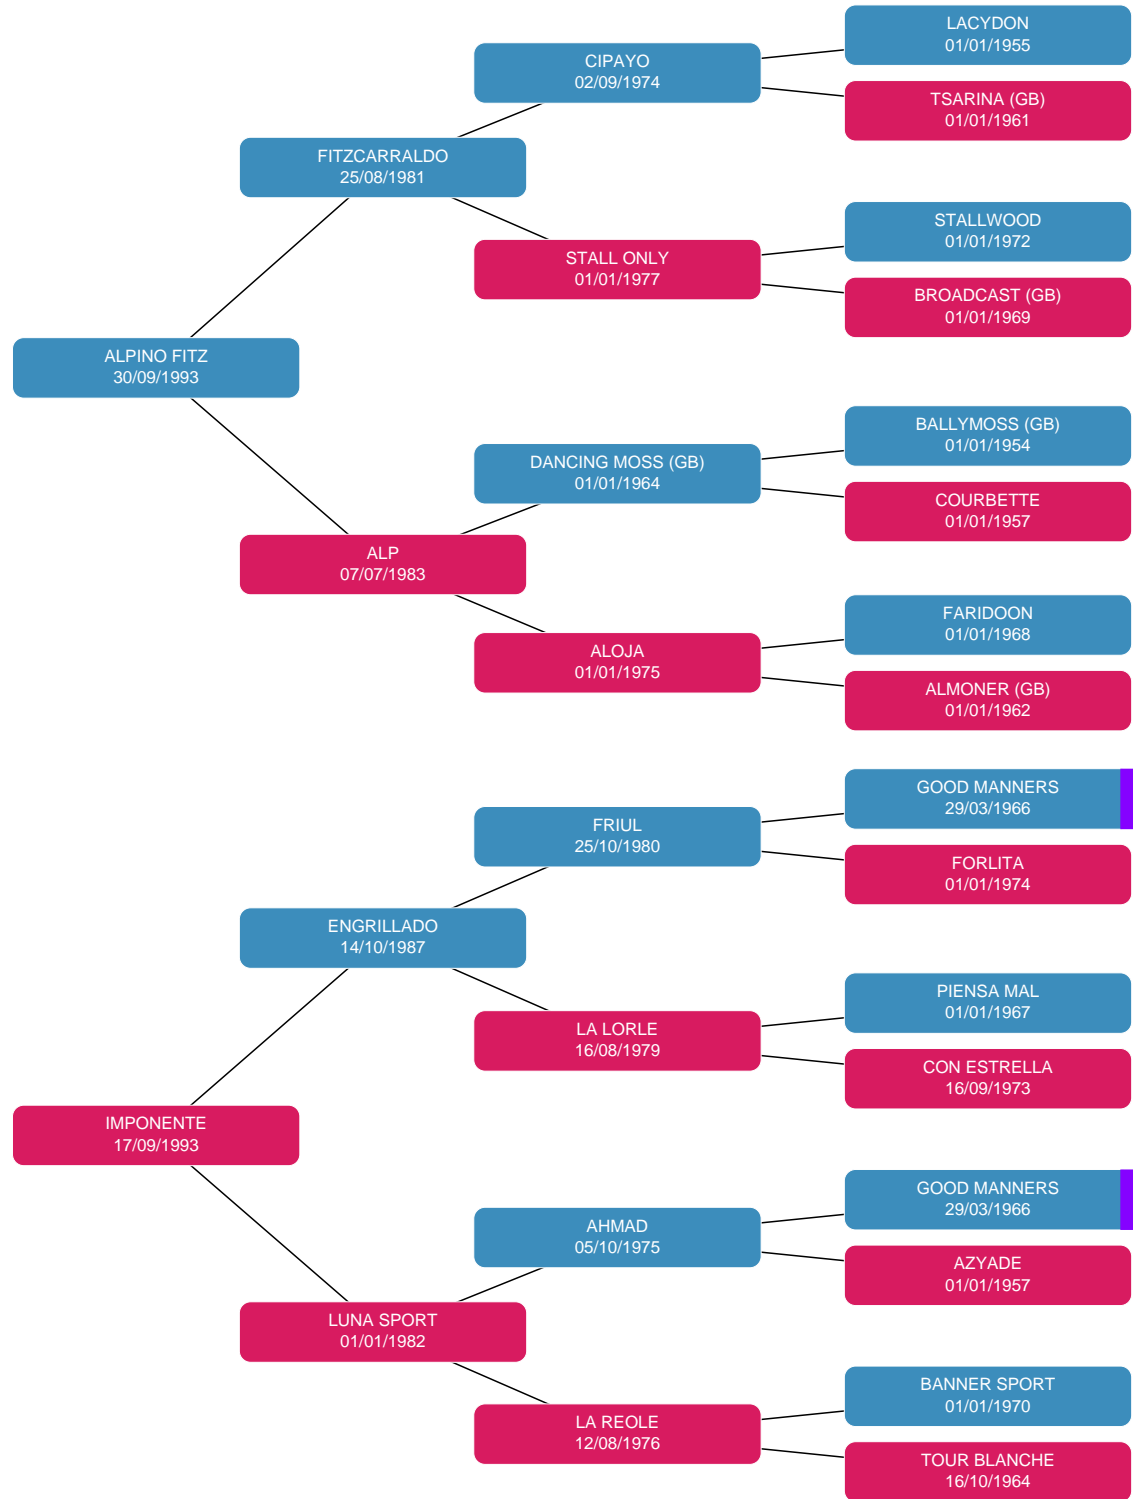 LACYDON
01/01/1955
CIPAYO
02/09/1974
TSARINA (GB)
01/01/1961
FITZCARRALDO
25/08/1981
STALLWOOD
01/01/1972
STALL ONLY
01/01/1977
BROADCAST (GB)
01/01/1969
ALPINO FITZ
30/09/1993
BALLYMOSS (GB)
01/01/1954
DANCING MOSS (GB)
01/01/1964
COURBETTE
01/01/1957
ALP
07/07/1983
FARIDOON
01/01/1968
ALOJA
01/01/1975
ALMONER (GB)
01/01/1962
GOOD MANNERS
29/03/1966
FRIUL
25/10/1980
FORLITA
01/01/1974
ENGRILLADO
14/10/1987
PIENSA MAL
01/01/1967
LA LORLE
16/08/1979
CON ESTRELLA
16/09/1973
IMPONENTE
17/09/1993
GOOD MANNERS
29/03/1966
AHMAD
05/10/1975
AZYADE
01/01/1957
LUNA SPORT
01/01/1982
BANNER SPORT
01/01/1970
LA REOLE
12/08/1976
TOUR BLANCHE
16/10/1964